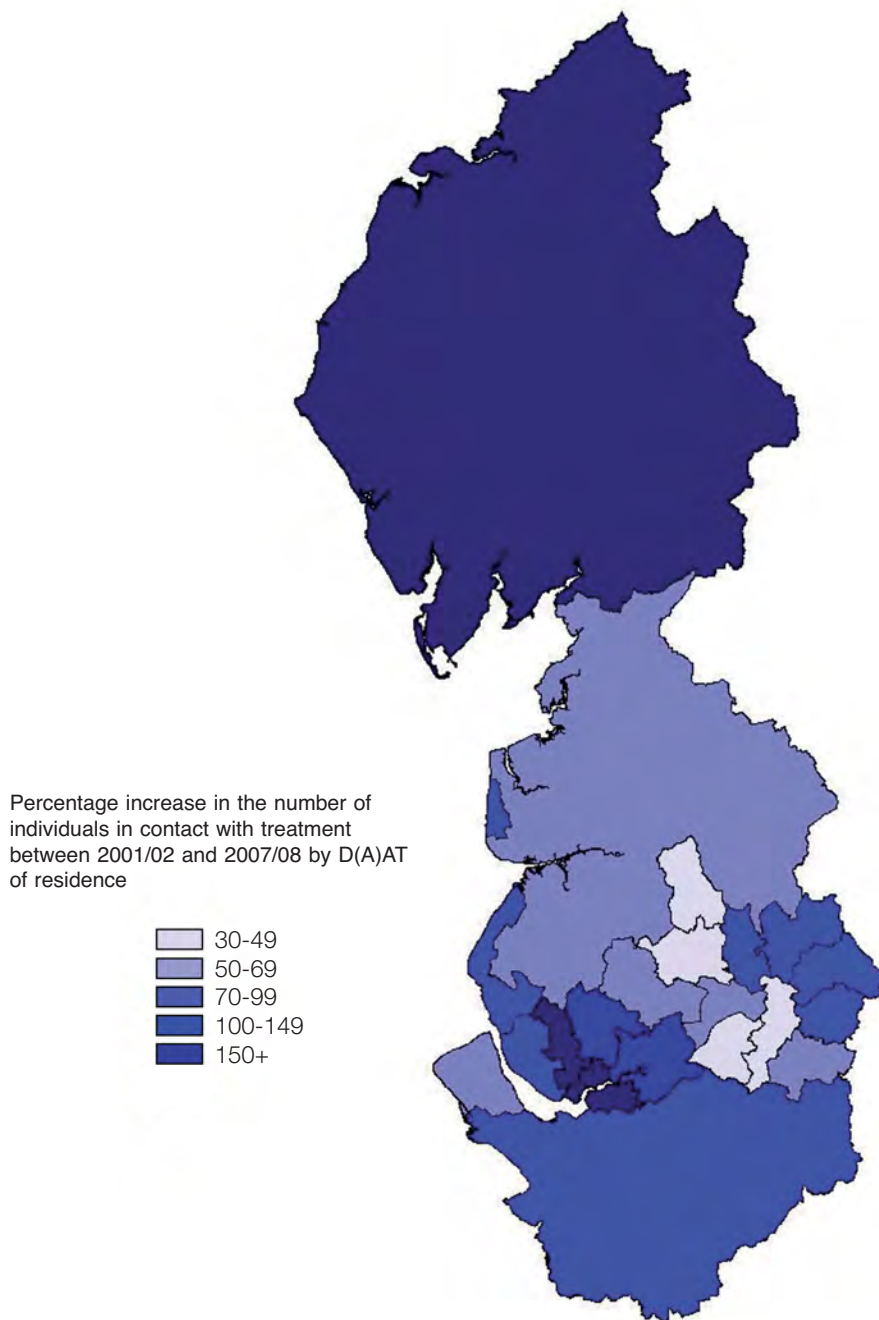 Percentage increase in the number of
individuals in contact with treatment
between 2001/02 and 2007/08 by D(A)AT
of residence
30-49
50-69
70-99
100-149
150+